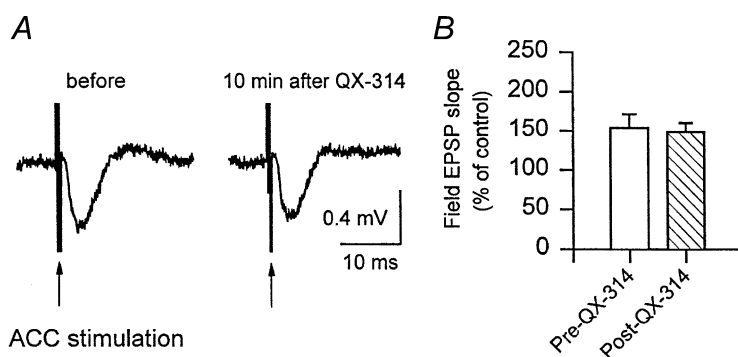 A
before
10 min after QX-314
0.4 mV
10 ms
ACC stimulation
B
Field EPSP slope
(% of control)
250
200
150
100
50
0
Pre-QX-314
Post-QX-314